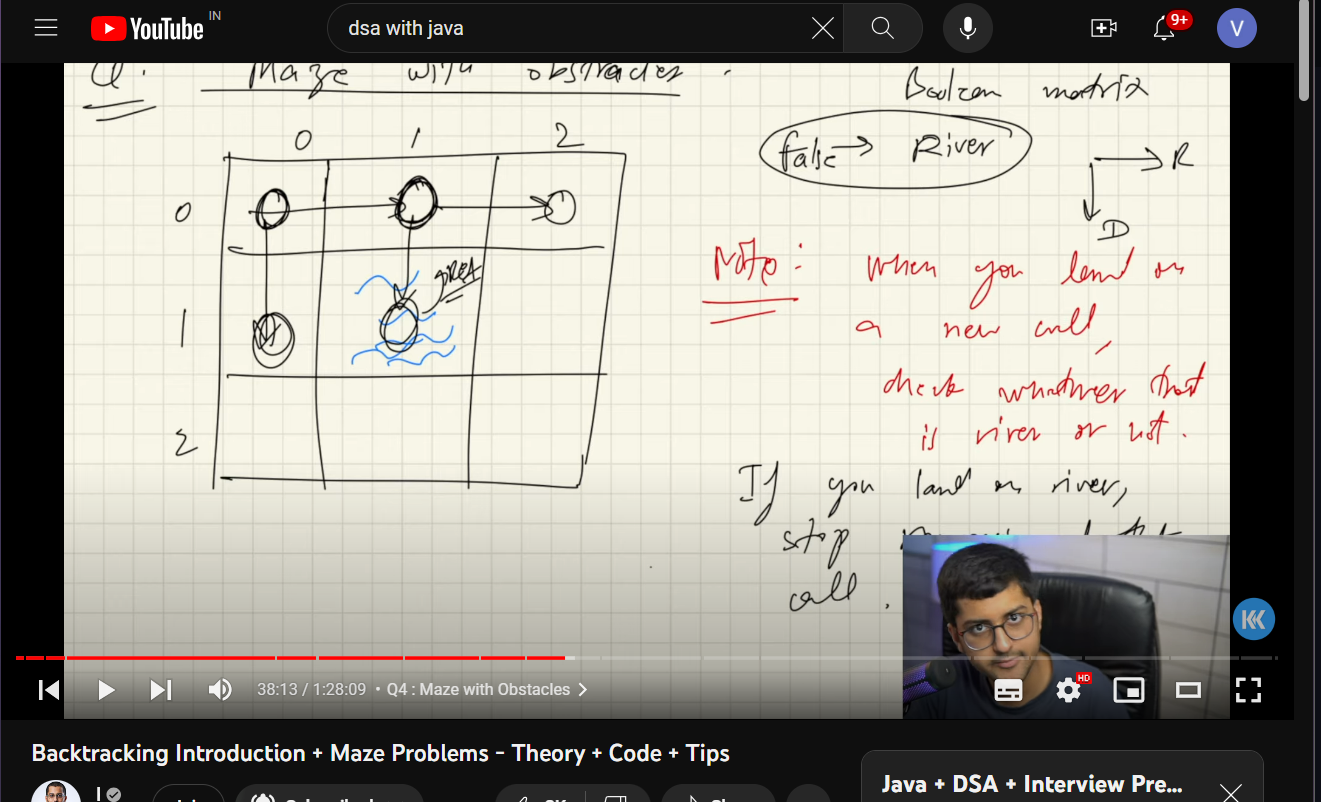 YouTube IN
dsa with java
9+
V
Q. Maze with obstacles.
Boolean matrix
false → River
R
D
0 1 2
0
1
2
Note: When you land on
a new cell,
check whether that
is river or not.
If you land on river,
stop
call.
HD
38:13 / 1:28:09 • Q4 : Maze with Obstacles
Backtracking Introduction + Maze Problems - Theory + Code + Tips
Java + DSA + Interview Pre...